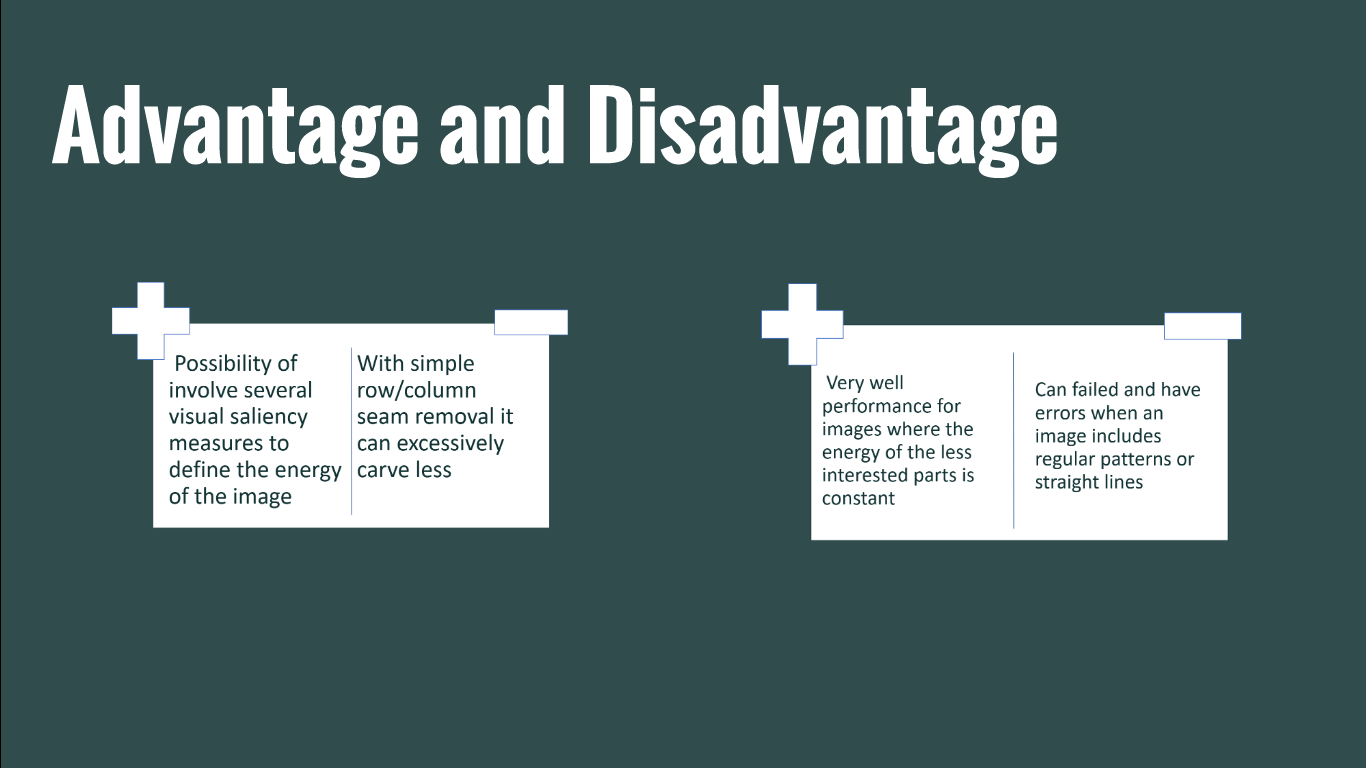 Advantage and Disadvantage
Possibility of
involve several
visual saliency
measures to
define the energy
of the image
With simple
row/column
seam removal it
can excessively
carve less
Very well
performance for
images where the
energy of the less
interested parts is
constant
Can failed and have
errors when an
image includes
regular patterns or
straight lines